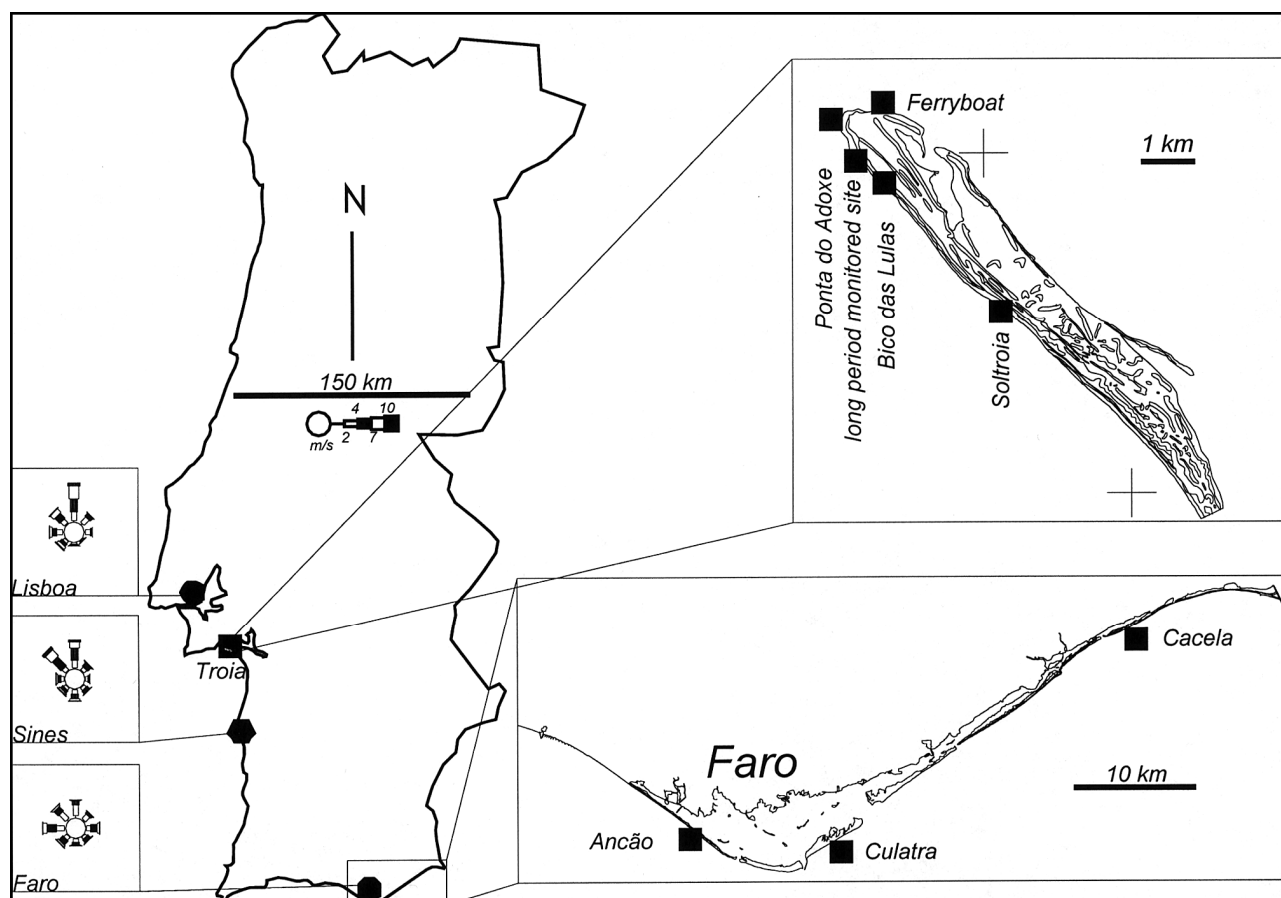 N
150 km
4 10
2 7
m/s
Lisboa
Troia
Sines
Faro
Ferryboat
1 km
Ponta do Adoxe
long period monitored site
Bico das Lulas
Soltroia
Cacela
Faro
10 km
Ancão
Culatra